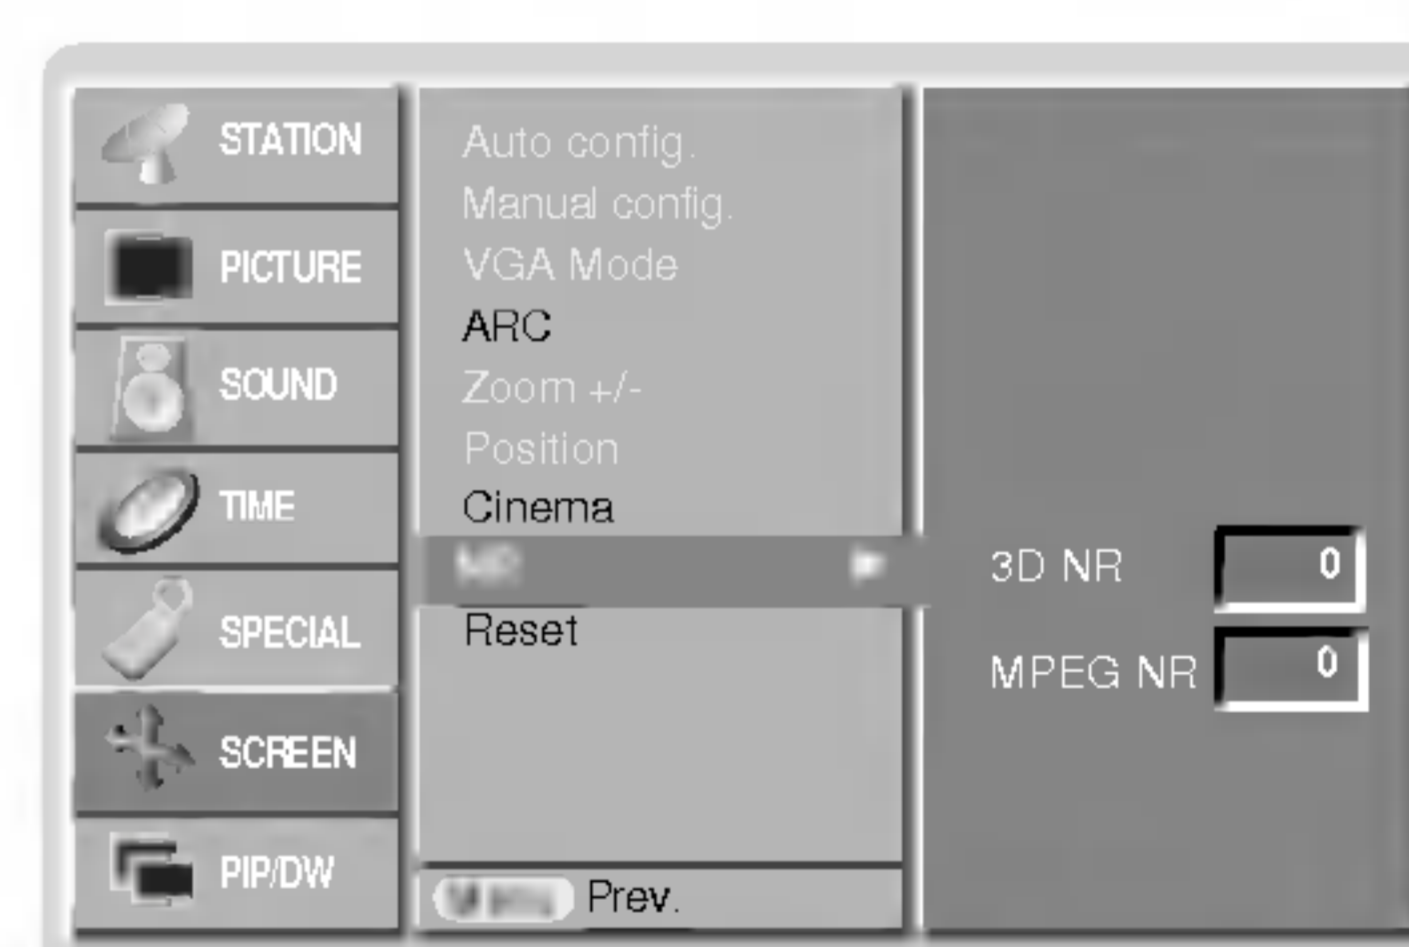 STATION
PICTURE
SOUND
TIME
SPECIAL
SCREEN
PIP/DW
Auto config.
Manual config.
VGA Mode
ARC
Zoom +/-
Position
Cinema
Reset
Prev.
3D NR 0
MPEG NR 0